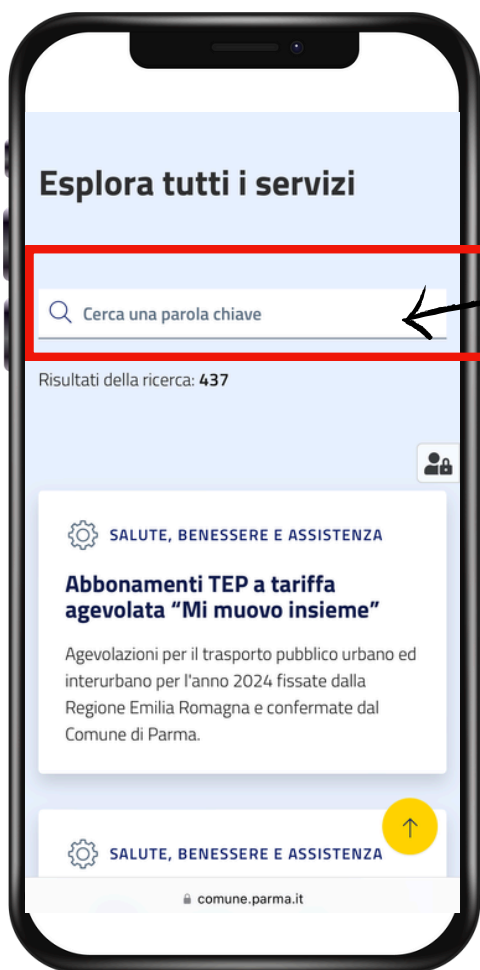 Esplora tutti i servizi
Cerca una parola chiave
Risultati della ricerca: 437
SALUTE, BENESSERE E ASSISTENZA
Abbonamenti TEP a tariffa
agevolata “Mi muovo insieme”
Agevolazioni per il trasporto pubblico urbano ed
interurbano per l'anno 2024 fissate dalla
Regione Emilia Romagna e confermate dal
Comune di Parma.
SALUTE, BENESSERE E ASSISTENZA
comune.parma.it